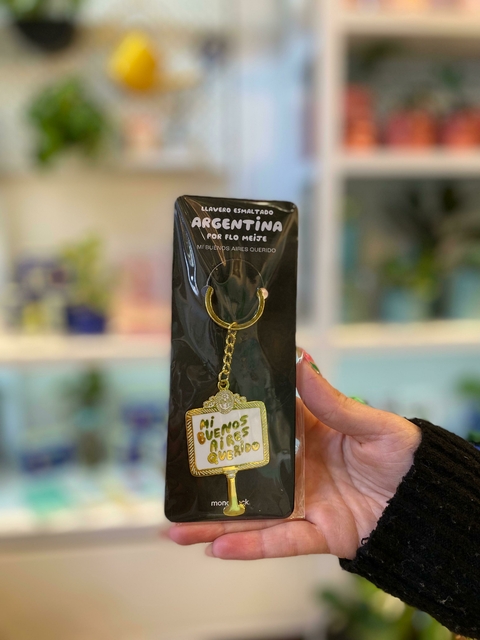 LLAVERO ESMALTADO
ARGENTINA
POR FLO MEIJE
MI BUENOS AIRES QUERIDO
MI
BUENOS
AIRES
QUERIDO